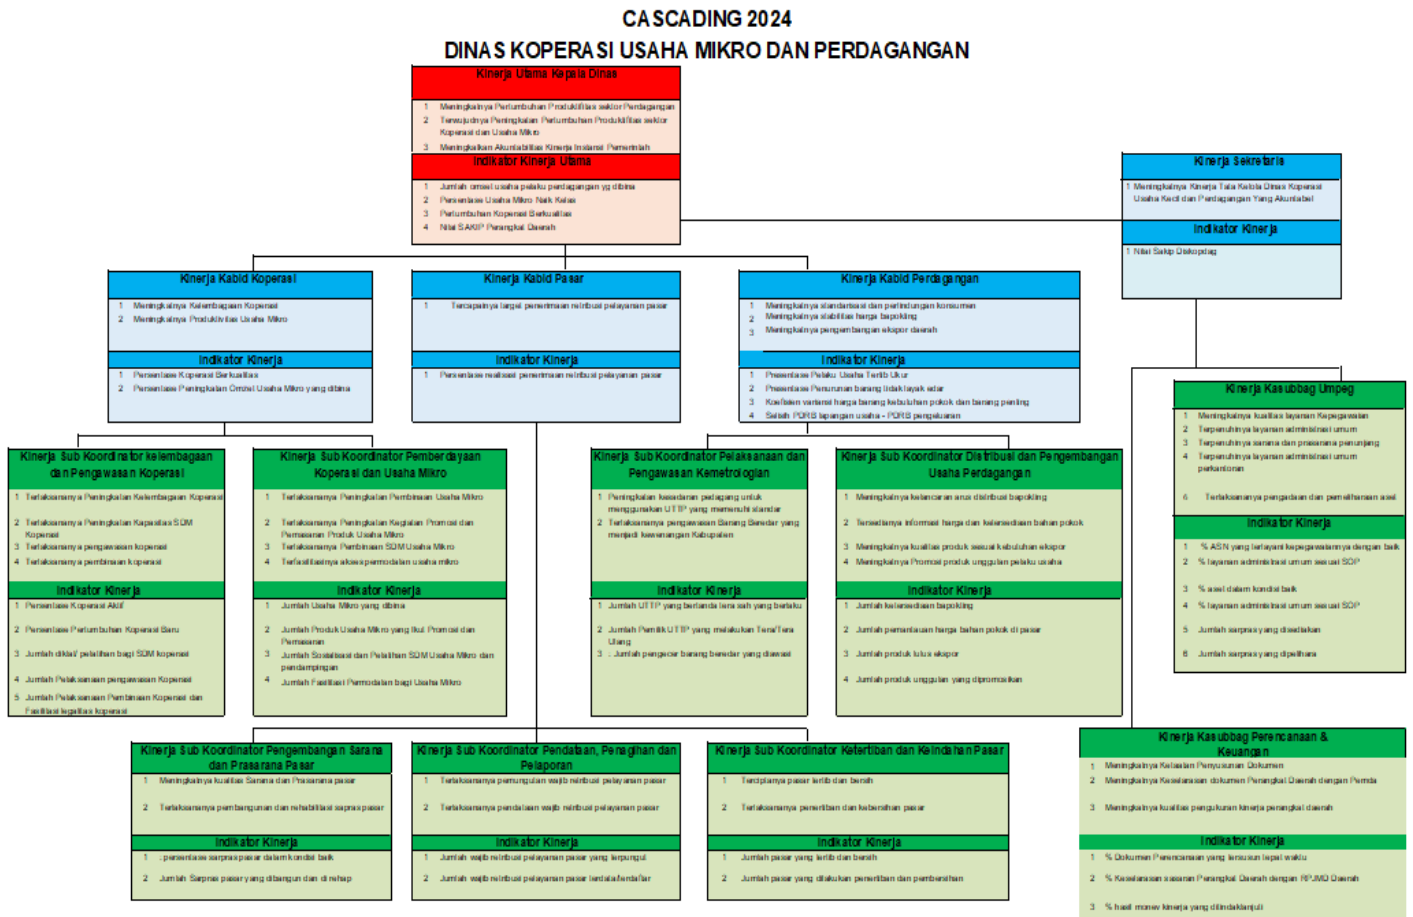 CASCADING 2024
DINAS KOPERASI USAHA MIKRO DAN PERDAGANGAN
Kinerja Utama Kepala Dinas
1 Meningkatnya Pertumbuhan Produktifitas sektor Perdagangan
2 Terwujudnya Peningkatan Pertumbuhan Produktifitas sektor
Koperasi dan Usaha Mikro
3 Meningkatkan Akuntabilitas Kinerja Instansi Pemerintah
Indikator Kinerja Utama
1 Jumlah omset usaha pelaku perdagangan yg dibina
2 Persentase Usaha Mikro Naik Kelas
3 Pertumbuhan Koperasi Berkualitas
4 Nilai SAKIP Perangkat Daerah
Kinerja Sekretaris
1 Meningkatnya Kinerja Tata Kelola Dinas Koperasi
Usaha Kecil dan Perdagangan Yang Akuntabel
Indikator Kinerja
1 Nilai Sakip Diskopdag
Kinerja Kabid Koperasi
1 Meningkatnya Kelembagaan Koperasi
2 Meningkatnya Produktivitas Usaha Mikro
Indikator Kinerja
1 Persentase Koperasi Berkualitas
2 Persentase Peningkatan Omzet Usaha Mikro yang dibina
Kinerja Kabid Pasar
1 Tercapainya target penerimaan retribusi pelayanan pasar
Indikator Kinerja
1 Persentase realisasi penerimaan retribusi pelayanan pasar
Kinerja Kabid Perdagangan
1 Meningkatnya standarisasi dan perlindungan konsumen
2 Meningkatnya stabilitas harga bapokting
3 Meningkatnya pengembangan ekspor daerah
Indikator Kinerja
1 Presentase Pelaku Usaha Tertib Ukur
2 Presentase Penurunan barang tidak layak edar
3 Koefisien variansi harga barang kebutuhan pokok dan barang penting
4 Selisih PDRB lapangan usaha - PDRB pengeluaran
Kinerja Kasubbag Umpeg
1 Meningkatnya kualitas layanan Kepegawaian
2 Terpenuhinya layanan administrasi umum
3 Terpenuhinya sarana dan prasarana penunjang
4 Terpenuhinya layanan administrasi umum
perkantoran
6 Terlaksananya pengadaan dan pemeliharaan aset
Indikator Kinerja
1 % ASN yang terlayani kepegawaiannya dengan baik
2 % layanan administrasi umum sesuai SOP
3 % aset dalam kondisi baik
4 % layanan administrasi umum sesuai SOP
5 Jumlah sarpras yang disediakan
6 Jumlah sarpras yang dipelihara
Kinerja Sub Koordinator kelembagaan
dan Pengawasan Koperasi
1 Terlaksananya Peningkatan Kelembagaan Koperasi
2 Terlaksananya Peningkatan Kapasitas SDM
Koperasi
3 Terlaksananya pengawasan koperasi
4 Terlaksananya pembinaan koperasi
Indikator Kinerja
1 Persentase Koperasi Aktif
2 Persentase Pertumbuhan Koperasi Baru
3 Jumlah diklat/ pelatihan bagi SDM koperasi
4 Jumlah Pelaksanaan pengawasan Koperasi
5 Jumlah Pelaksanaan Pembinaan Koperasi dan
Fasilitasi legalitas koperasi
Kinerja Sub Koordinator Pemberdayaan
Koperasi dan Usaha Mikro
1 Terlaksananya Peningkatan Pembinaan Usaha Mikro
2 Terlaksananya Peningkatan Kegiatan Promosi dan
Pemasaran Produk Usaha Mikro
3 Terlaksananya Pembinaan SDM Usaha Mikro
4 Terfasilitasinya akses permodalan usaha mikro
Indikator Kinerja
1 Jumlah Usaha Mikro yang dibina
2 Jumlah Produk Usaha Mikro yang Ikut Promosi dan
Pemasaran
3 Jumlah Sosialisasi dan Pelatihan SDM Usaha Mikro dan
pendampingan
4 Jumlah Fasilitasi Permodalan bagi Usaha Mikro
Kinerja Sub Koordinator Pelaksanaan dan
Pengawasan Kemetrologian
1 Peningkatan kesadaran pedagang untuk
menggunakan UTTP yang memenuhi standar
2 Terlaksananya pengawasan Barang Beredar yang
menjadi kewenangan Kabupaten
Indikator Kinerja
1 Jumlah UTTP yang bertanda tera sah yang berlaku
2 Jumlah Pemilik UTTP yang melakukan Tera/Tera
Ulang
3 : Jumlah pengecer barang beredar yang diawasi
Kinerja Sub Koordinator Distribusi dan Pengembangan
Usaha Perdagangan
1 Meningkatnya kelancaran arus distribusi bapokting
2 Tersedianya informasi harga dan ketersediaan bahan pokok
3 Meningkatnya kualitas produk sesuai kebutuhan ekspor
4 Meningkatnya Promosi produk unggulan pelaku usaha
Indikator Kinerja
1 Jumlah ketersediaan bapokting
2 Jumlah pemantauan harga bahan pokok di pasar
3 Jumlah produk lulus ekspor
4 Jumlah produk unggulan yang dipromosikan
Kinerja Sub Koordinator Pengembangan Sarana
dan Prasarana Pasar
1 Meningkatnya kualitas Sarana dan Prasarana pasar
2 Terlaksananya pembangunan dan rehabilitasi sapras pasar
Indikator Kinerja
1 : persentase sarpras pasar dalam kondisi baik
2 Jumlah Sarpras pasar yang dibangun dan di rehap
Kinerja Sub Koordinator Pendataan, Penagihan dan
Pelaporan
1 Terlaksananya pemungutan wajib retribusi pelayanan pasar
2 Terlaksananya pendataan wajib retribusi pelayanan pasar
Indikator Kinerja
1 Jumlah wajib retribusi pelayanan pasar yang terpungut
2 Jumlah wajib retribusi pelayanan pasar terdata/terdaftar
Kinerja Sub Koordinator Ketertiban dan Keindahan Pasar
1 Terciptanya pasar tertib dan bersih
2 Terlaksananya penertiban dan kebersihan pasar
Indikator Kinerja
1 Jumlah pasar yang tertib dan bersih
2 Jumlah pasar yang dilakukan penertiban dan pembersihan
Kinerja Kasubbag Perencanaan &
Keuangan
1 Meningkatnya Ketaatan Penyusunan Dokumen
2 Meningkatnya Keselarasan dokumen Perangkat Daerah dengan Pemda
3 Meningkatnya kualitas pengukuran kinerja perangkat daerah
Indikator Kinerja
1 % Dokumen Perencanaan yang tersusun tepat waktu
2 % Keselarasan sasaran Perangkat Daerah dengan RPJMD Daerah
3 % hasil monev kinerja yang ditindaklanjuti